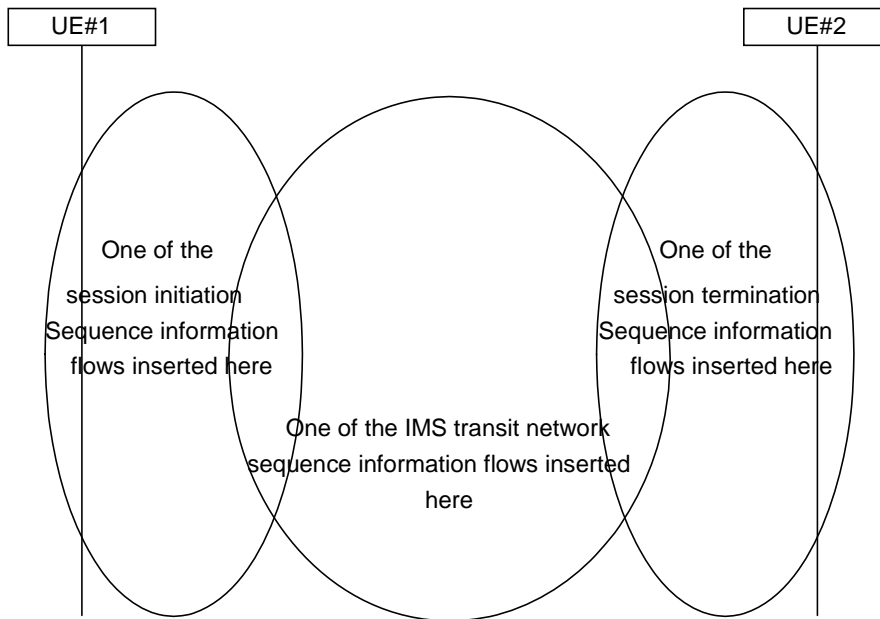 UE#1
UE#2
One of the
session initiation
Sequence information
flows inserted here
One of the
session termination
Sequence information
flows inserted here
One of the IMS transit network
sequence information flows inserted
here